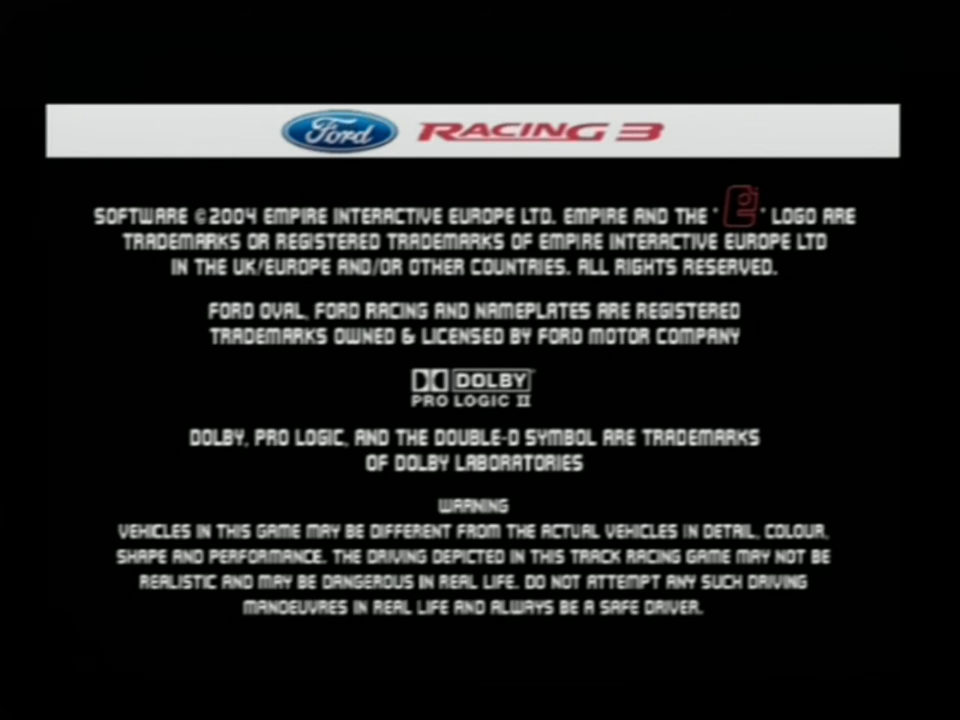 Ford RACING 3
SOFTWARE ©2004 EMPIRE INTERACTIVE EUROPE LTD. EMPIRE AND THE "e" LOGO ARE
TRADEMARKS OR REGISTERED TRADEMARKS OF EMPIRE INTERACTIVE EUROPE LTD
IN THE UK/EUROPE AND/OR OTHER COUNTRIES. ALL RIGHTS RESERVED.
FORD OVAL, FORD RACING AND NAMEPLATES ARE REGISTERED
TRADEMARKS OWNED & LICENSED BY FORD MOTOR COMPANY
DOLBY
PRO LOGIC II
DOLBY, PRO LOGIC, AND THE DOUBLE-D SYMBOL ARE TRADEMARKS
OF DOLBY LABORATORIES
WARNING
VEHICLES IN THIS GAME MAY BE DIFFERENT FROM THE ACTUAL VEHICLES IN DETAIL, COLOUR,
SHAPE AND PERFORMANCE. THE DRIVING DEPICTED IN THIS TRACK RACING GAME MAY NOT BE
REALISTIC AND MAY BE DANGEROUS IN REAL LIFE. DO NOT ATTEMPT ANY SUCH DRIVING
MANOEUVRES IN REAL LIFE AND ALWAYS BE A SAFE DRIVER.